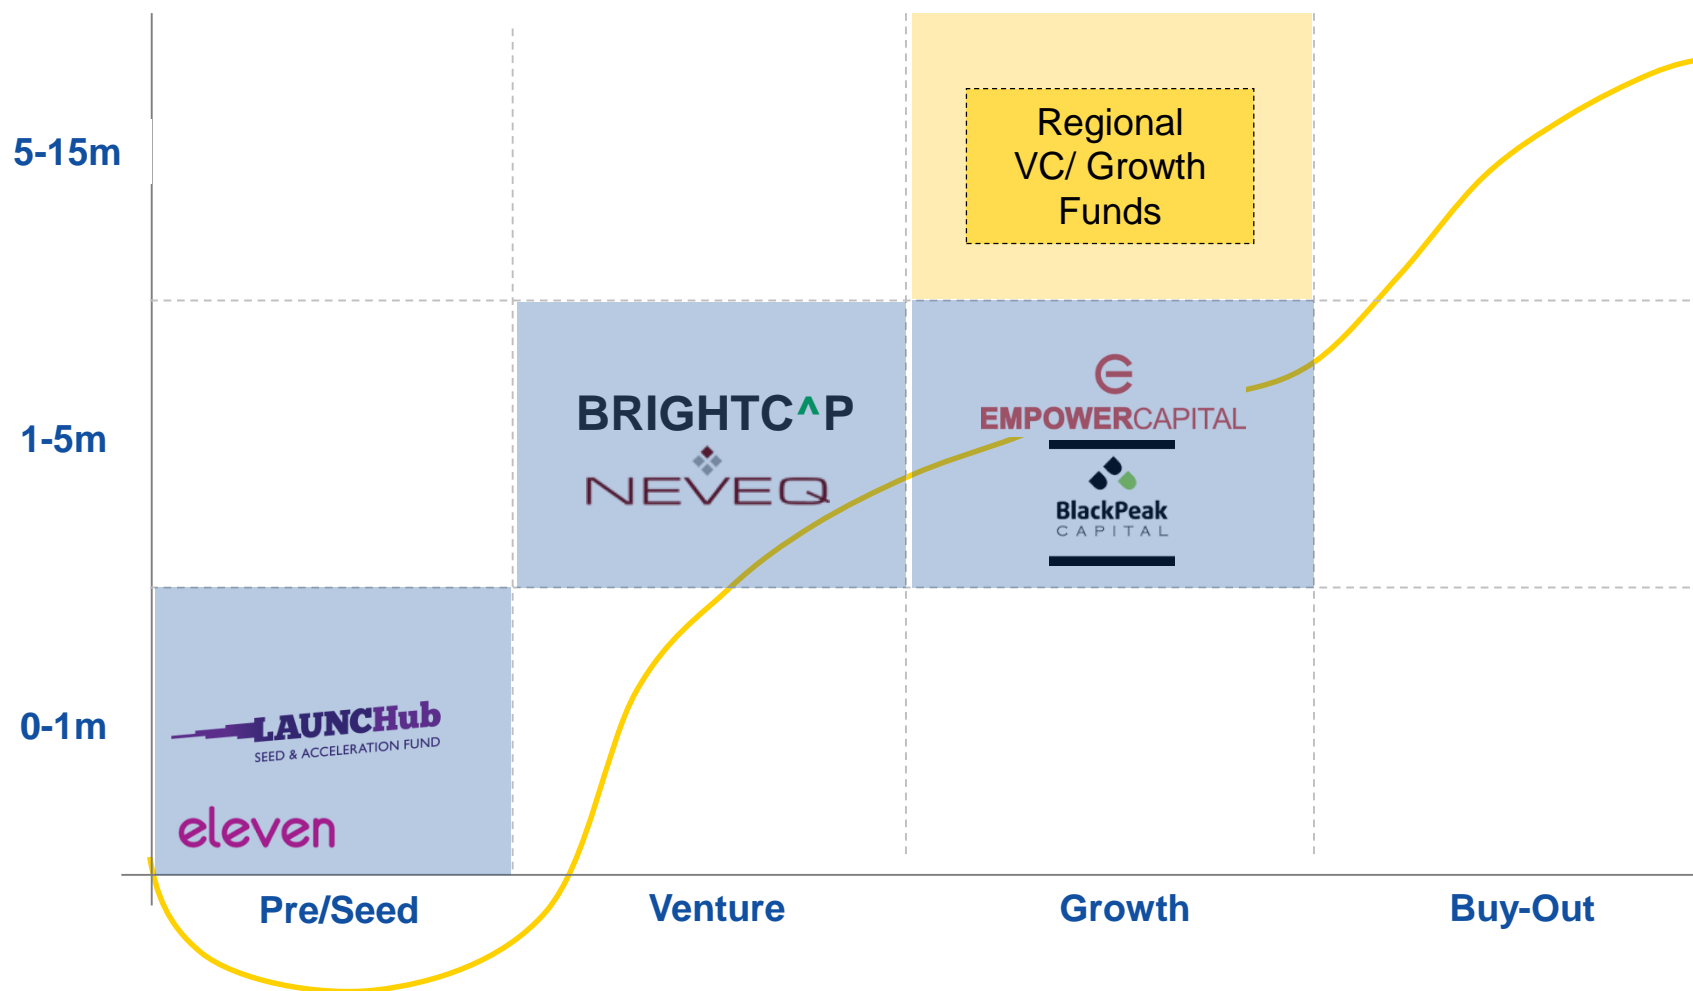 5-15m
Regional
VC/ Growth
Funds
1-5m
BRIGHTC^P
NEVEQ
EMPOWERCAPITAL
BlackPeak
CAPITAL
0-1m
LAUNCHub
SEED & ACCELERATION FUND
eleven
Pre/Seed
Venture
Growth
Buy-Out